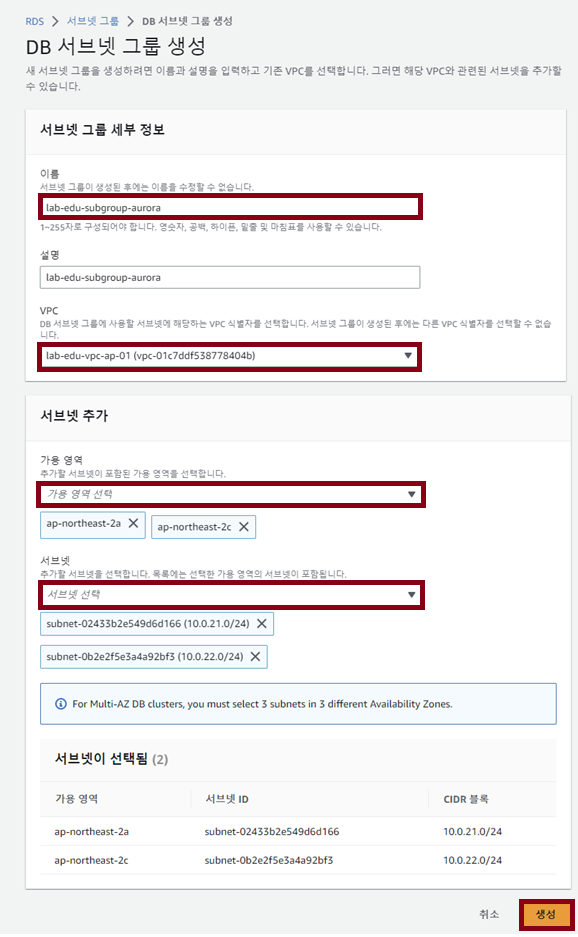 RDS > 서브넷 그룹 > DB 서브넷 그룹 생성
DB 서브넷 그룹 생성
새 서브넷 그룹을 생성하려면 이름과 설명을 입력하고 기존 VPC를 선택합니다. 그러면 해당 VPC와 관련된 서브넷을 추가할
수 있습니다.
서브넷 그룹 세부 정보
이름
서브넷 그룹이 생성된 후에는 이름을 수정할 수 없습니다.
lab-edu-subgroup-aurora
1~255자로 구성되어야 합니다. 영숫자, 공백, 하이픈, 밑줄 및 마침표를 사용할 수 있습니다.
설명
lab-edu-subgroup-aurora
VPC
DB 서브넷 그룹에 사용할 서브넷에 해당하는 VPC 식별자를 선택합니다. 서브넷 그룹이 생성된 후에는 다른 VPC 식별자를 선택할 수 없습니
다.
lab-edu-vpc-ap-01 (vpc-01c7ddf538778404b)
서브넷 추가
가용 영역
추가할 서브넷이 포함된 가용 영역을 선택합니다.
가용 영역 선택
ap-northeast-2a ap-northeast-2c
서브넷
추가할 서브넷을 선택합니다. 목록에는 선택한 가용 영역의 서브넷이 포함됩니다.
서브넷 선택
subnet-02433b2e549d6d166 (10.0.21.0/24)
subnet-0b2e2f5e3a4a92bf3 (10.0.22.0/24)
For Multi-AZ DB clusters, you must select 3 subnets in 3 different Availability Zones.
서브넷이 선택됨 (2)
가용 영역 서브넷 ID CIDR 블록
ap-northeast-2a subnet-02433b2e549d6d166 10.0.21.0/24
ap-northeast-2c subnet-0b2e2f5e3a4a92bf3 10.0.22.0/24
취소 생성